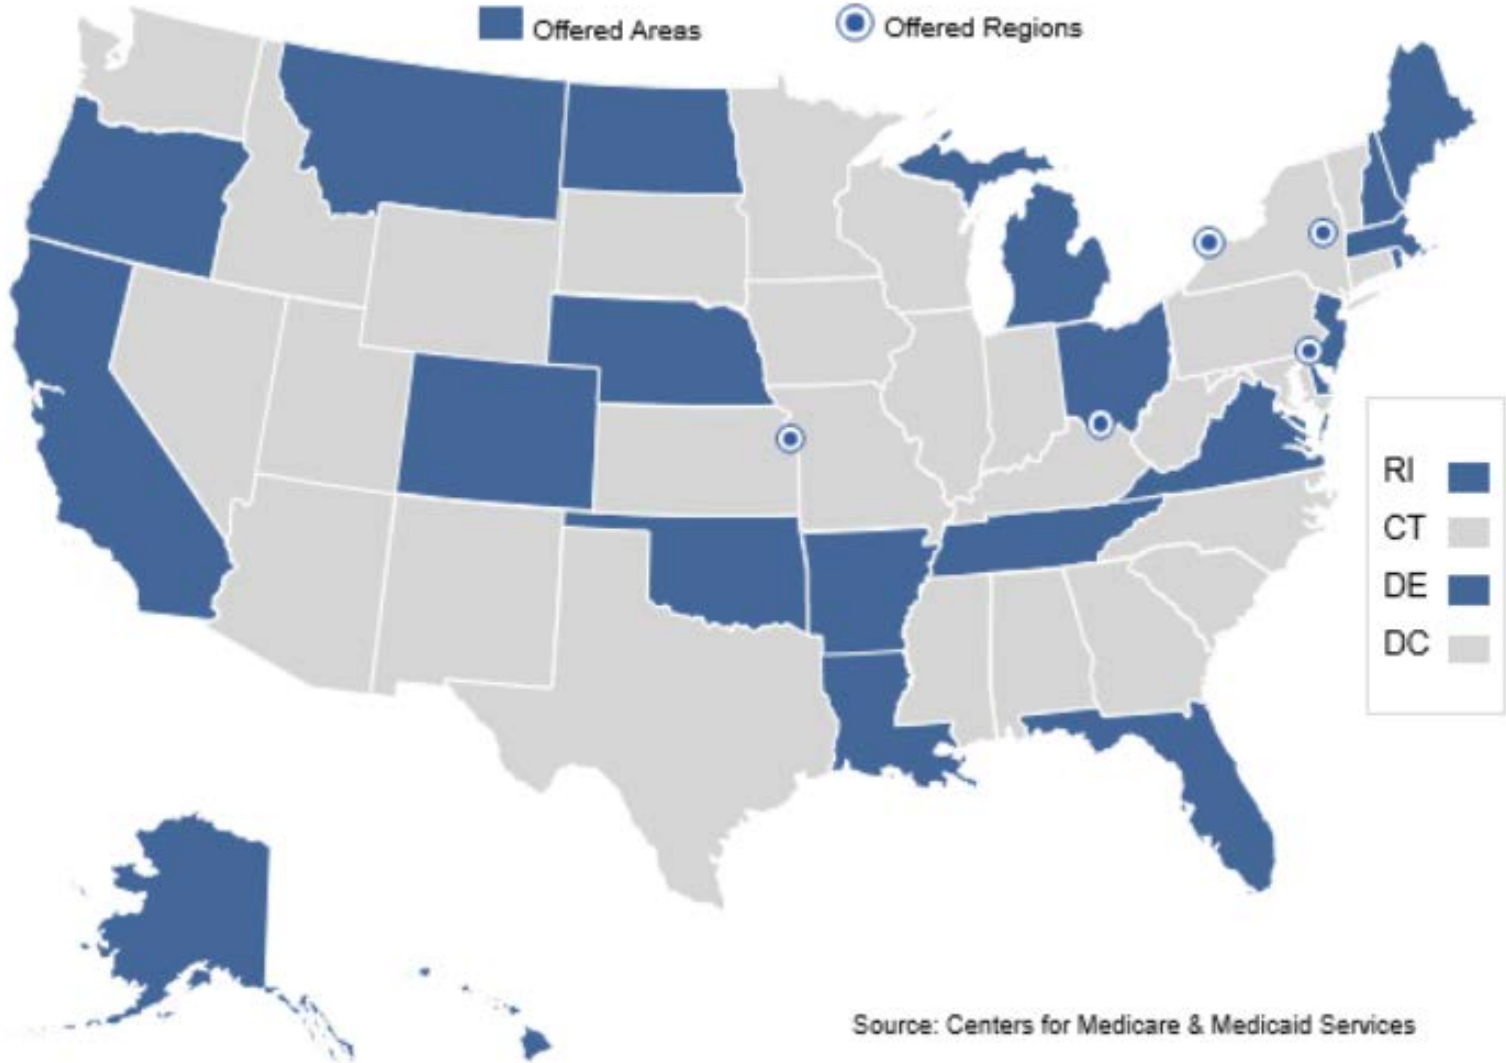 Offered Areas
Offered Regions
RI
CT
DE
DC
Source: Centers for Medicare & Medicaid Services